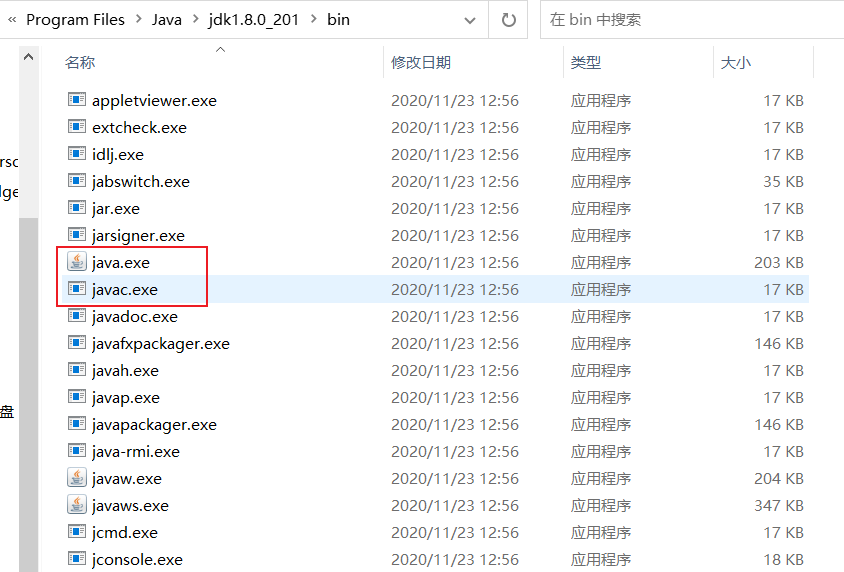 « Program Files > Java > jdk1.8.0_201 > bin 在 bin 中搜索
名称 修改日期 类型 大小
appletviewer.exe 2020/11/23 12:56 应用程序 17 KB
extcheck.exe 2020/11/23 12:56 应用程序 17 KB
idlj.exe 2020/11/23 12:56 应用程序 17 KB
jabswitch.exe 2020/11/23 12:56 应用程序 35 KB
jar.exe 2020/11/23 12:56 应用程序 17 KB
jarsigner.exe 2020/11/23 12:56 应用程序 17 KB
java.exe 2020/11/23 12:56 应用程序 203 KB
javac.exe 2020/11/23 12:56 应用程序 17 KB
javadoc.exe 2020/11/23 12:56 应用程序 17 KB
javafxpackager.exe 2020/11/23 12:56 应用程序 146 KB
javah.exe 2020/11/23 12:56 应用程序 17 KB
javap.exe 2020/11/23 12:56 应用程序 17 KB
盘
javapackager.exe 2020/11/23 12:56 应用程序 146 KB
java-rmi.exe 2020/11/23 12:56 应用程序 17 KB
javaw.exe 2020/11/23 12:56 应用程序 204 KB
javaws.exe 2020/11/23 12:56 应用程序 347 KB
jcmd.exe 2020/11/23 12:56 应用程序 17 KB
jconsole.exe 2020/11/23 12:56 应用程序 18 KB